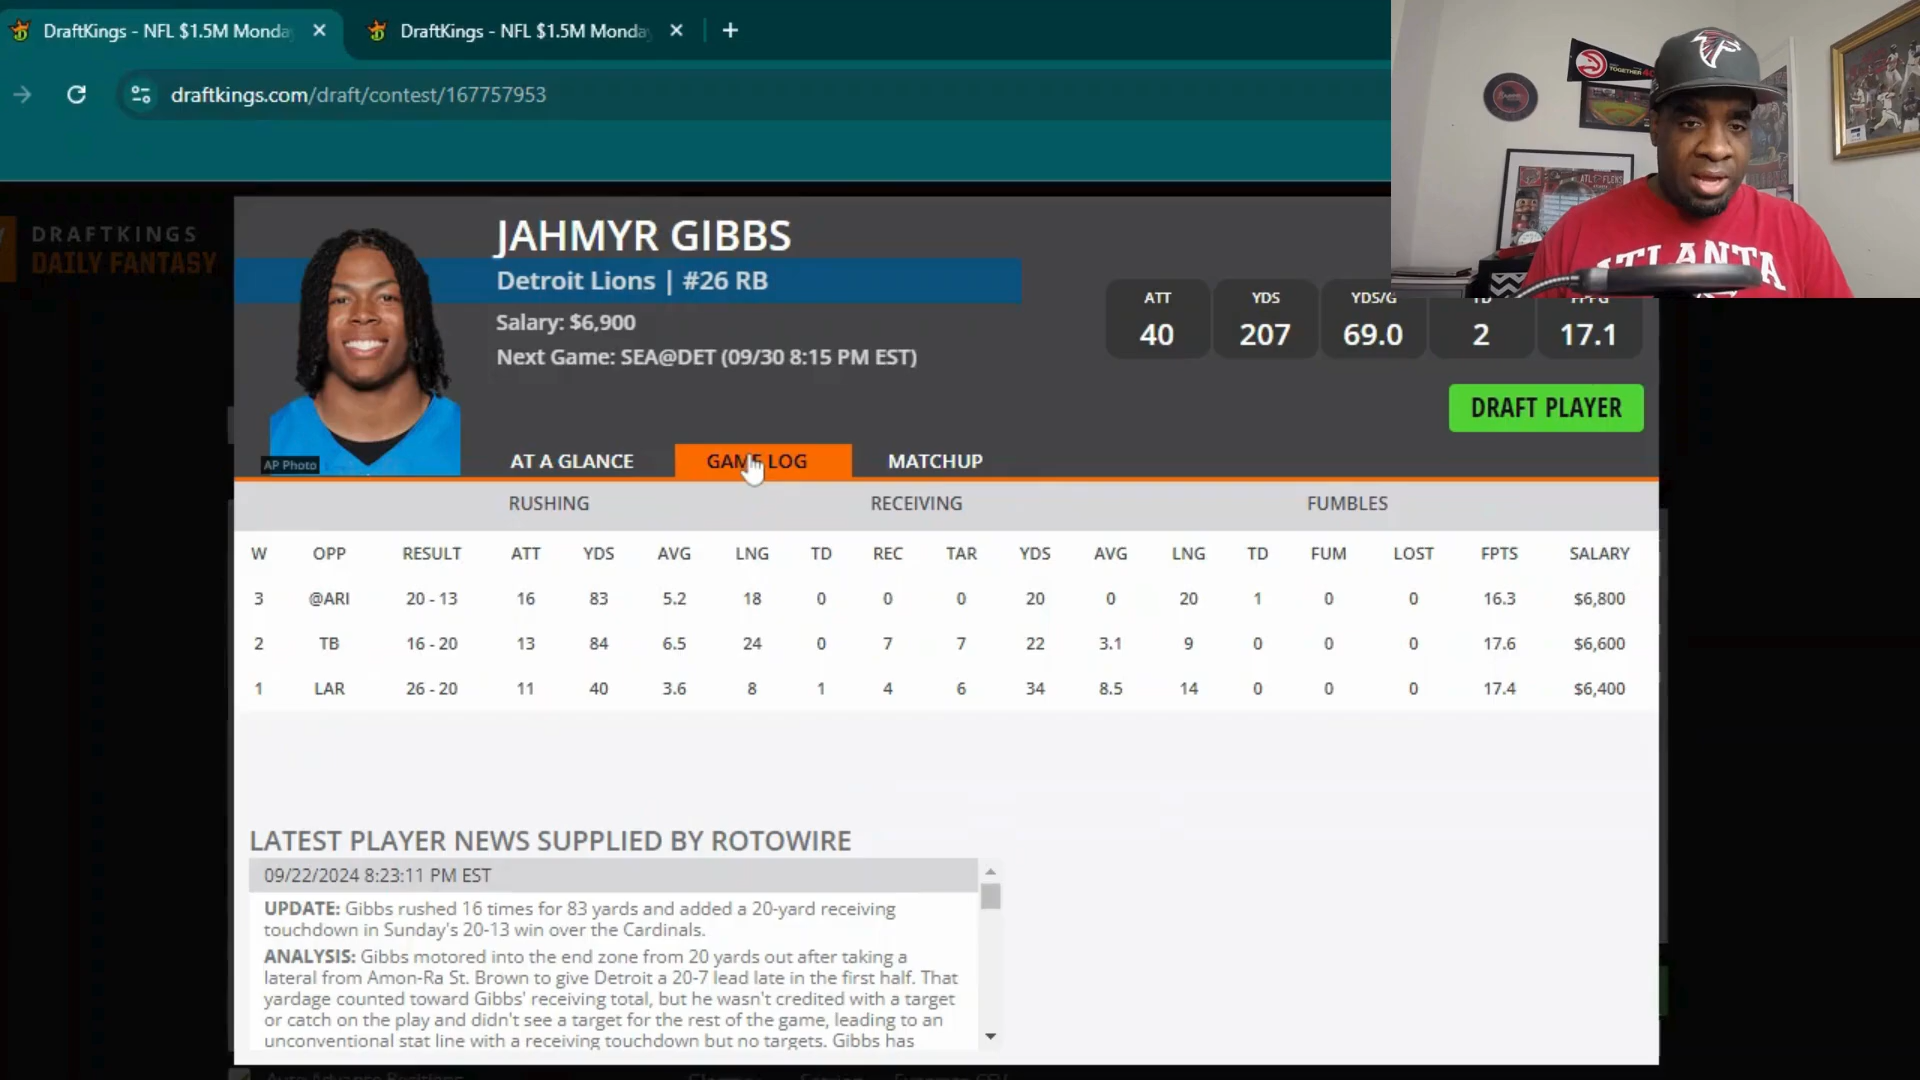 DraftKings - NFL $1.5M Monda
DraftKings - NFL $1.5M Monda
draftkings.com/draft/contest/167757953
DRAFTKINGS
DAILY FANTASY
JAHMYR GIBBS
Detroit Lions | #26 RB
Salary: $6,900
Next Game: SEA@DET (09/30 8:15 PM EST)
AP Photo
ATT YDS YDS/G
40 207 69.0 2 17.1
DRAFT PLAYER
AT A GLANCE GAME LOG MATCHUP
RUSHING RECEIVING FUMBLES
W OPP RESULT ATT YDS AVG LNG TD REC TAR YDS AVG LNG TD FUM LOST FPTS SALARY
3 @ARI 20 - 13 16 83 5.2 18 0 0 0 20 0 20 1 0 0 16.3 $6,800
2 TB 16 - 20 13 84 6.5 24 0 7 7 22 3.1 9 0 0 0 17.6 $6,600
1 LAR 26 - 20 11 40 3.6 8 1 4 6 34 8.5 14 0 0 0 17.4 $6,400
LATEST PLAYER NEWS SUPPLIED BY ROTOWIRE
09/22/2024 8:23:11 PM EST
UPDATE: Gibbs rushed 16 times for 83 yards and added a 20-yard receiving
touchdown in Sunday's 20-13 win over the Cardinals.
ANALYSIS: Gibbs motored into the end zone from 20 yards out after taking a
lateral from Amon-Ra St. Brown to give Detroit a 20-7 lead late in the first half. That
yardage counted toward Gibbs' receiving total, but he wasn't credited with a target
or catch on the play and didn't see a target for the rest of the game, leading to an
unconventional stat line with a receiving touchdown but no targets. Gibbs has
ATLANTA